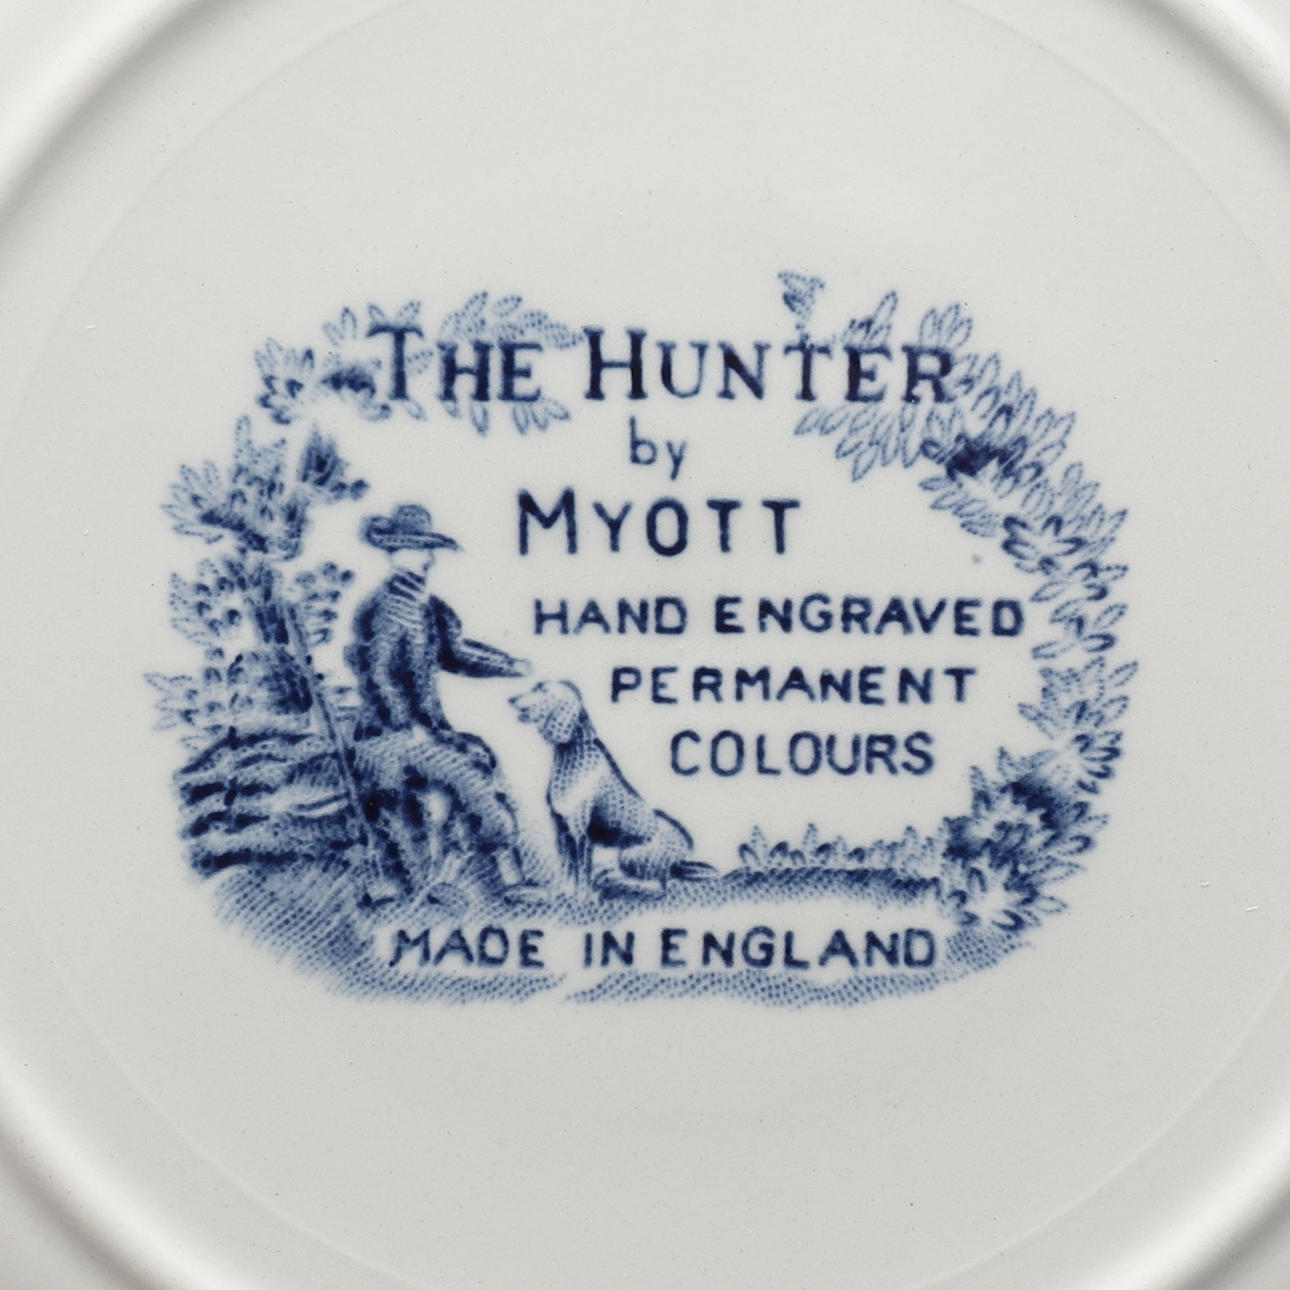 THE HUNTER
by
MYOTT
HAND ENGRAVED
PERMANENT
COLOURS
MADE IN ENGLAND